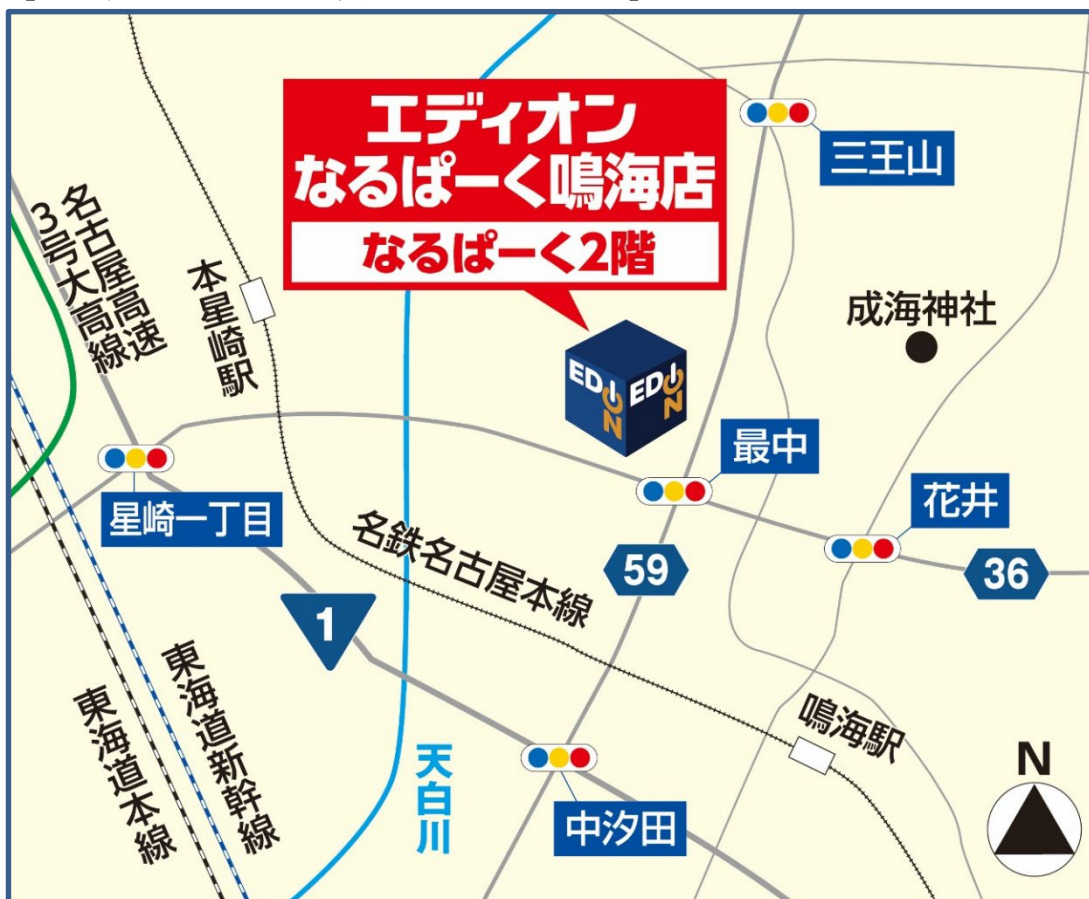 エディオン
なるぱーく鳴海店
なるぱーく2階
三王山
名古屋高速
3号大高線
本星崎駅
成海神社
EDION
EDION
最中
花井
星崎一丁目
名鉄名古屋本線
59
36
1
東海道新幹線
東海道本線
鳴海駅
天白川
中汐田
N